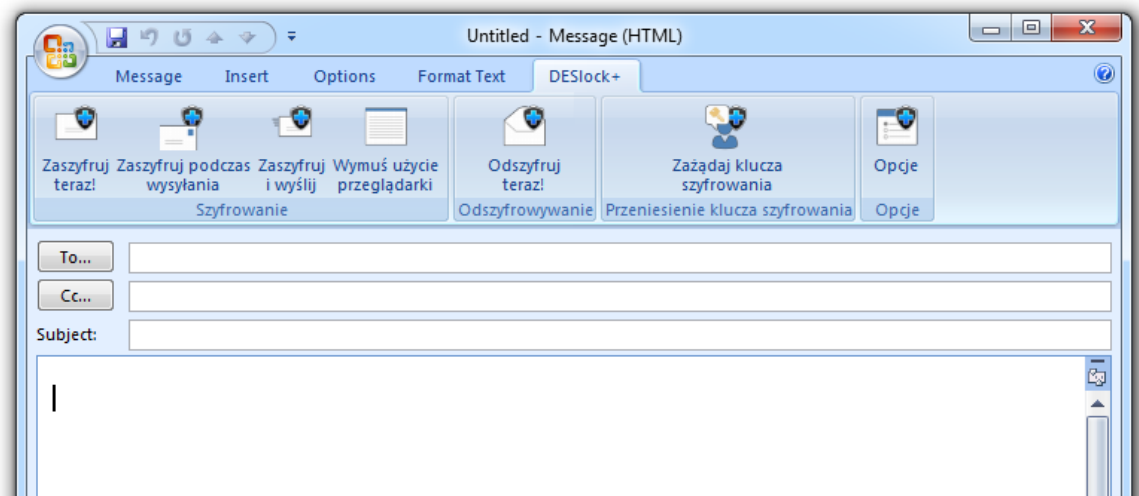 Untitled - Message (HTML)
Message Insert Options Format Text DESlock+
Zaszyfruj teraz!
Zaszyfruj podczas wysyłania
Zaszyfruj i wyślij
Wymuś użycie przeglądarki
Odszyfruj teraz!
Zażądaj klucza szyfrowania
Opcje
Szyfrowanie Odszyfrowywanie Przeniesienie klucza szyfrowania Opcje
To...
Cc...
Subject: